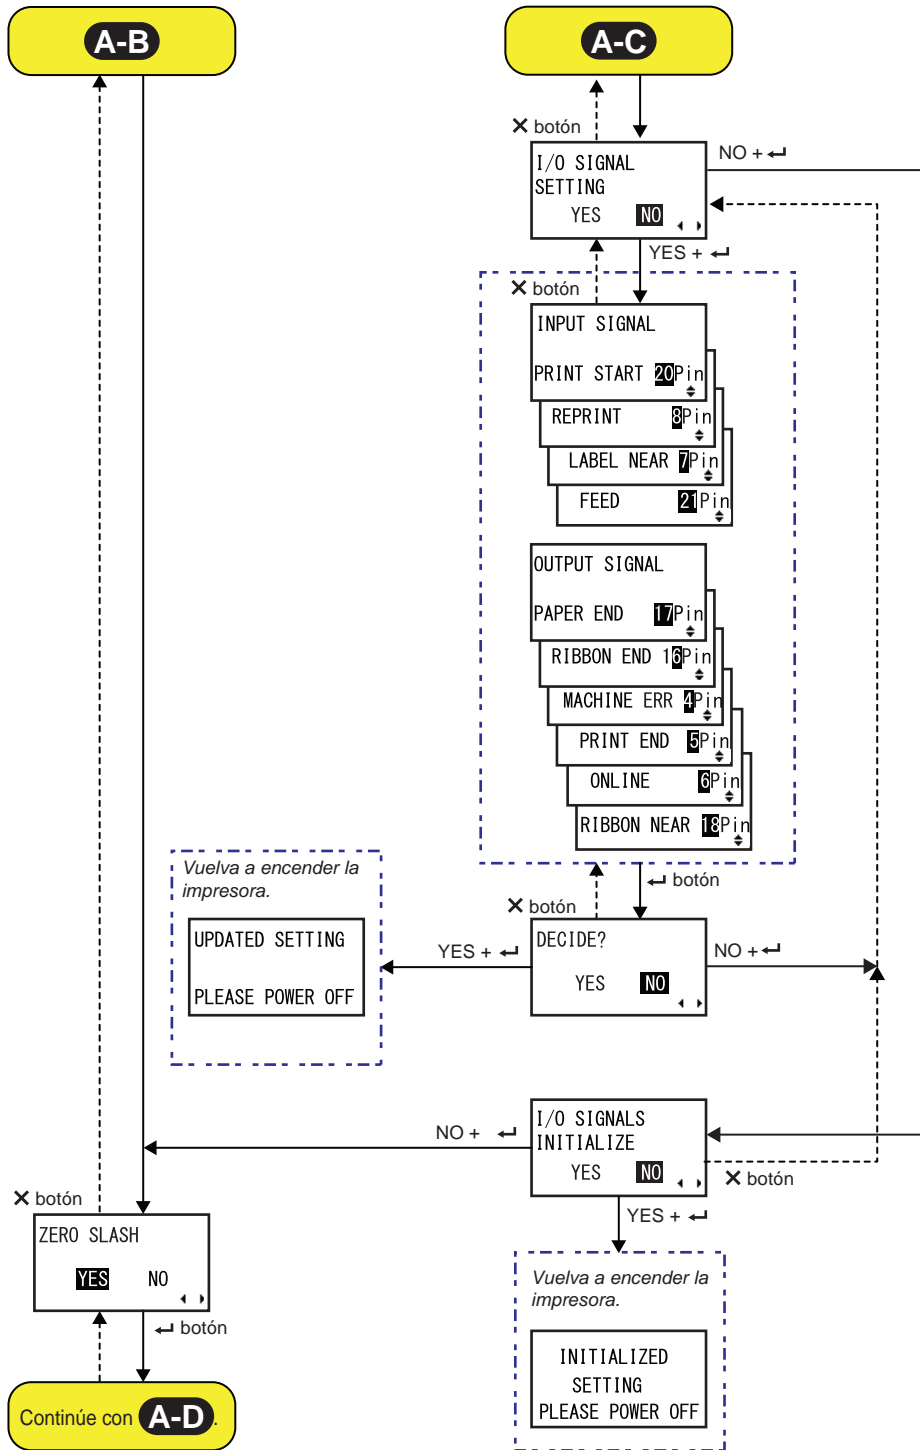 A-B
A-C
✕ botón
I/O SIGNAL
SETTING
YES NO
NO + ↵
YES + ↵
✕ botón
INPUT SIGNAL
PRINT START 20Pin
REPRINT 8Pin
LABEL NEAR 7Pin
FEED 21Pin
OUTPUT SIGNAL
PAPER END 17Pin
RIBBON END 16Pin
MACHINE ERR 4Pin
PRINT END 5Pin
ONLINE 6Pin
RIBBON NEAR 18Pin
Vuelva a encender la
impresora.
UPDATED SETTING
PLEASE POWER OFF
↵ botón
✕ botón
YES + ↵
DECIDE?
YES NO
NO + ↵
NO + ↵
I/O SIGNALS
INITIALIZE
YES NO
✕ botón
YES + ↵
✕ botón
ZERO SLASH
YES NO
↵ botón
Vuelva a encender la
impresora.
INITIALIZED
SETTING
PLEASE POWER OFF
Continúe con A-D.